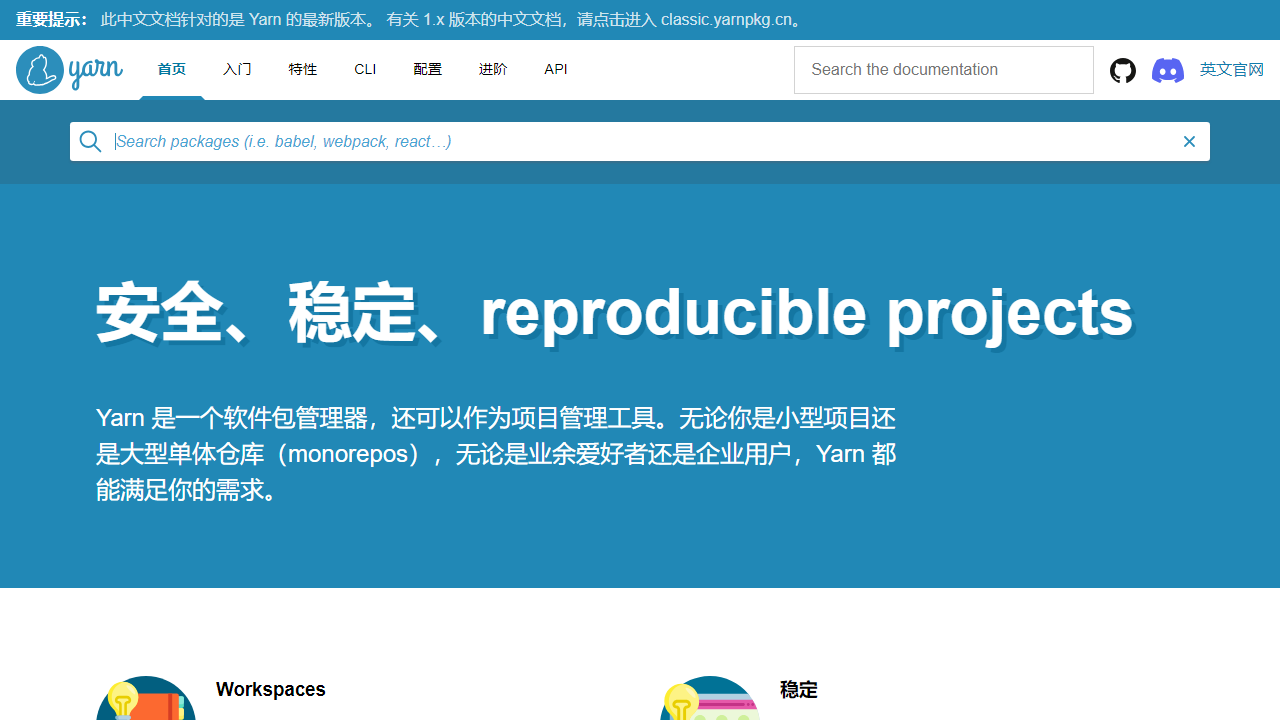 重要提示： 此中文文档针对的是 Yarn 的最新版本。 有关 1.x 版本的中文文档，请点击进入 classic.yarnpkg.cn。
yarn 首页 入门 特性 CLI 配置 进阶 API Search the documentation 英文官网
Search packages (i.e. babel, webpack, react…)
安全、稳定、reproducible projects
Yarn 是一个软件包管理器，还可以作为项目管理工具。无论你是小型项目还
是大型单体仓库（monorepos），无论是业余爱好者还是企业用户，Yarn 都
能满足你的需求。
Workspaces 稳定